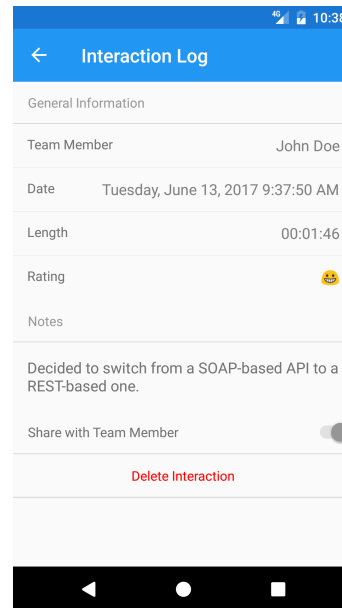 4G 10:38
Interaction Log
General Information
Team Member John Doe
Date Tuesday, June 13, 2017 9:37:50 AM
Length 00:01:46
Rating
Notes
Decided to switch from a SOAP-based API to a
REST-based one.
Share with Team Member
Delete Interaction